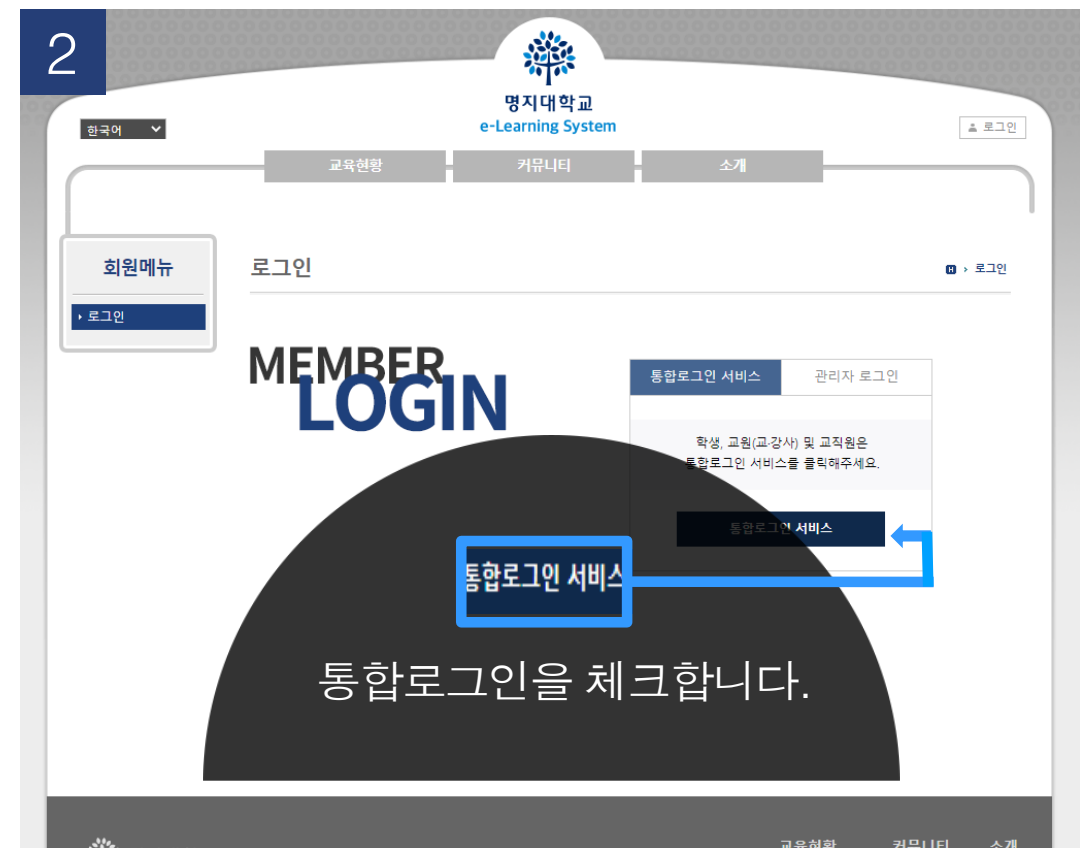 2
명지대학교
e-Learning System
한국어
로그인
교육현황
커뮤니티
소개
회원메뉴
로그인
로그인
H › 로그인
MEMBER
LOGIN
통합로그인 서비스
관리자 로그인
학생, 교원(교·강사) 및 교직원은
통합로그인 서비스를 클릭해주세요.
통합로그인 서비스
통합로그인 서비스
통합로그인을 체크합니다.
교육현황
커뮤니티
소개